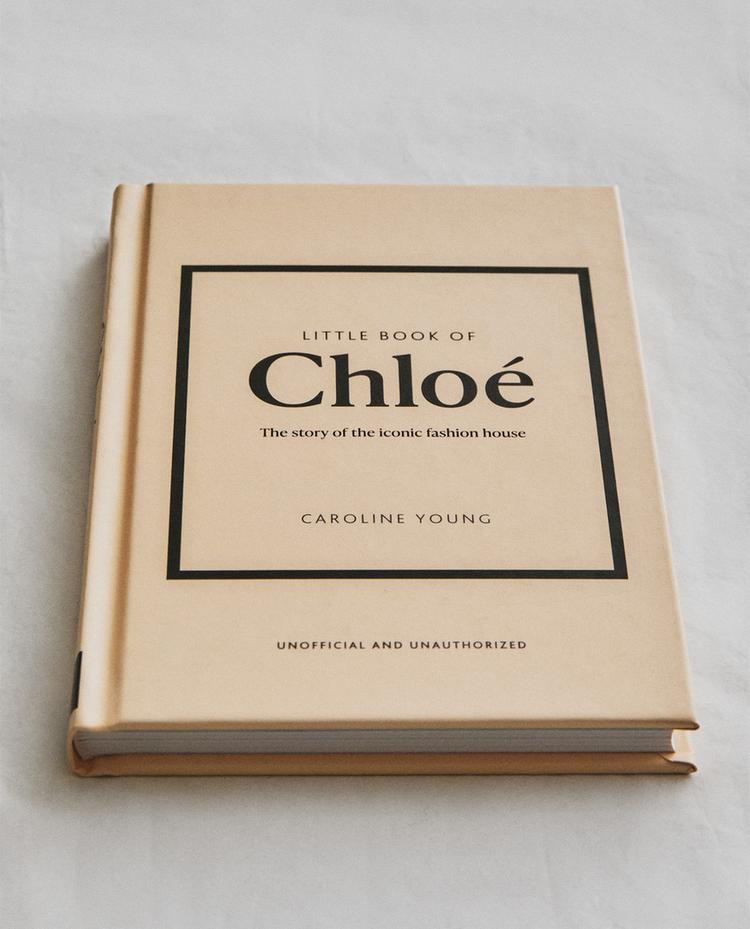 LITTLE BOOK OF
Chloé
The story of the iconic fashion house
CAROLINE YOUNG
UNOFFICIAL AND UNAUTHORIZED